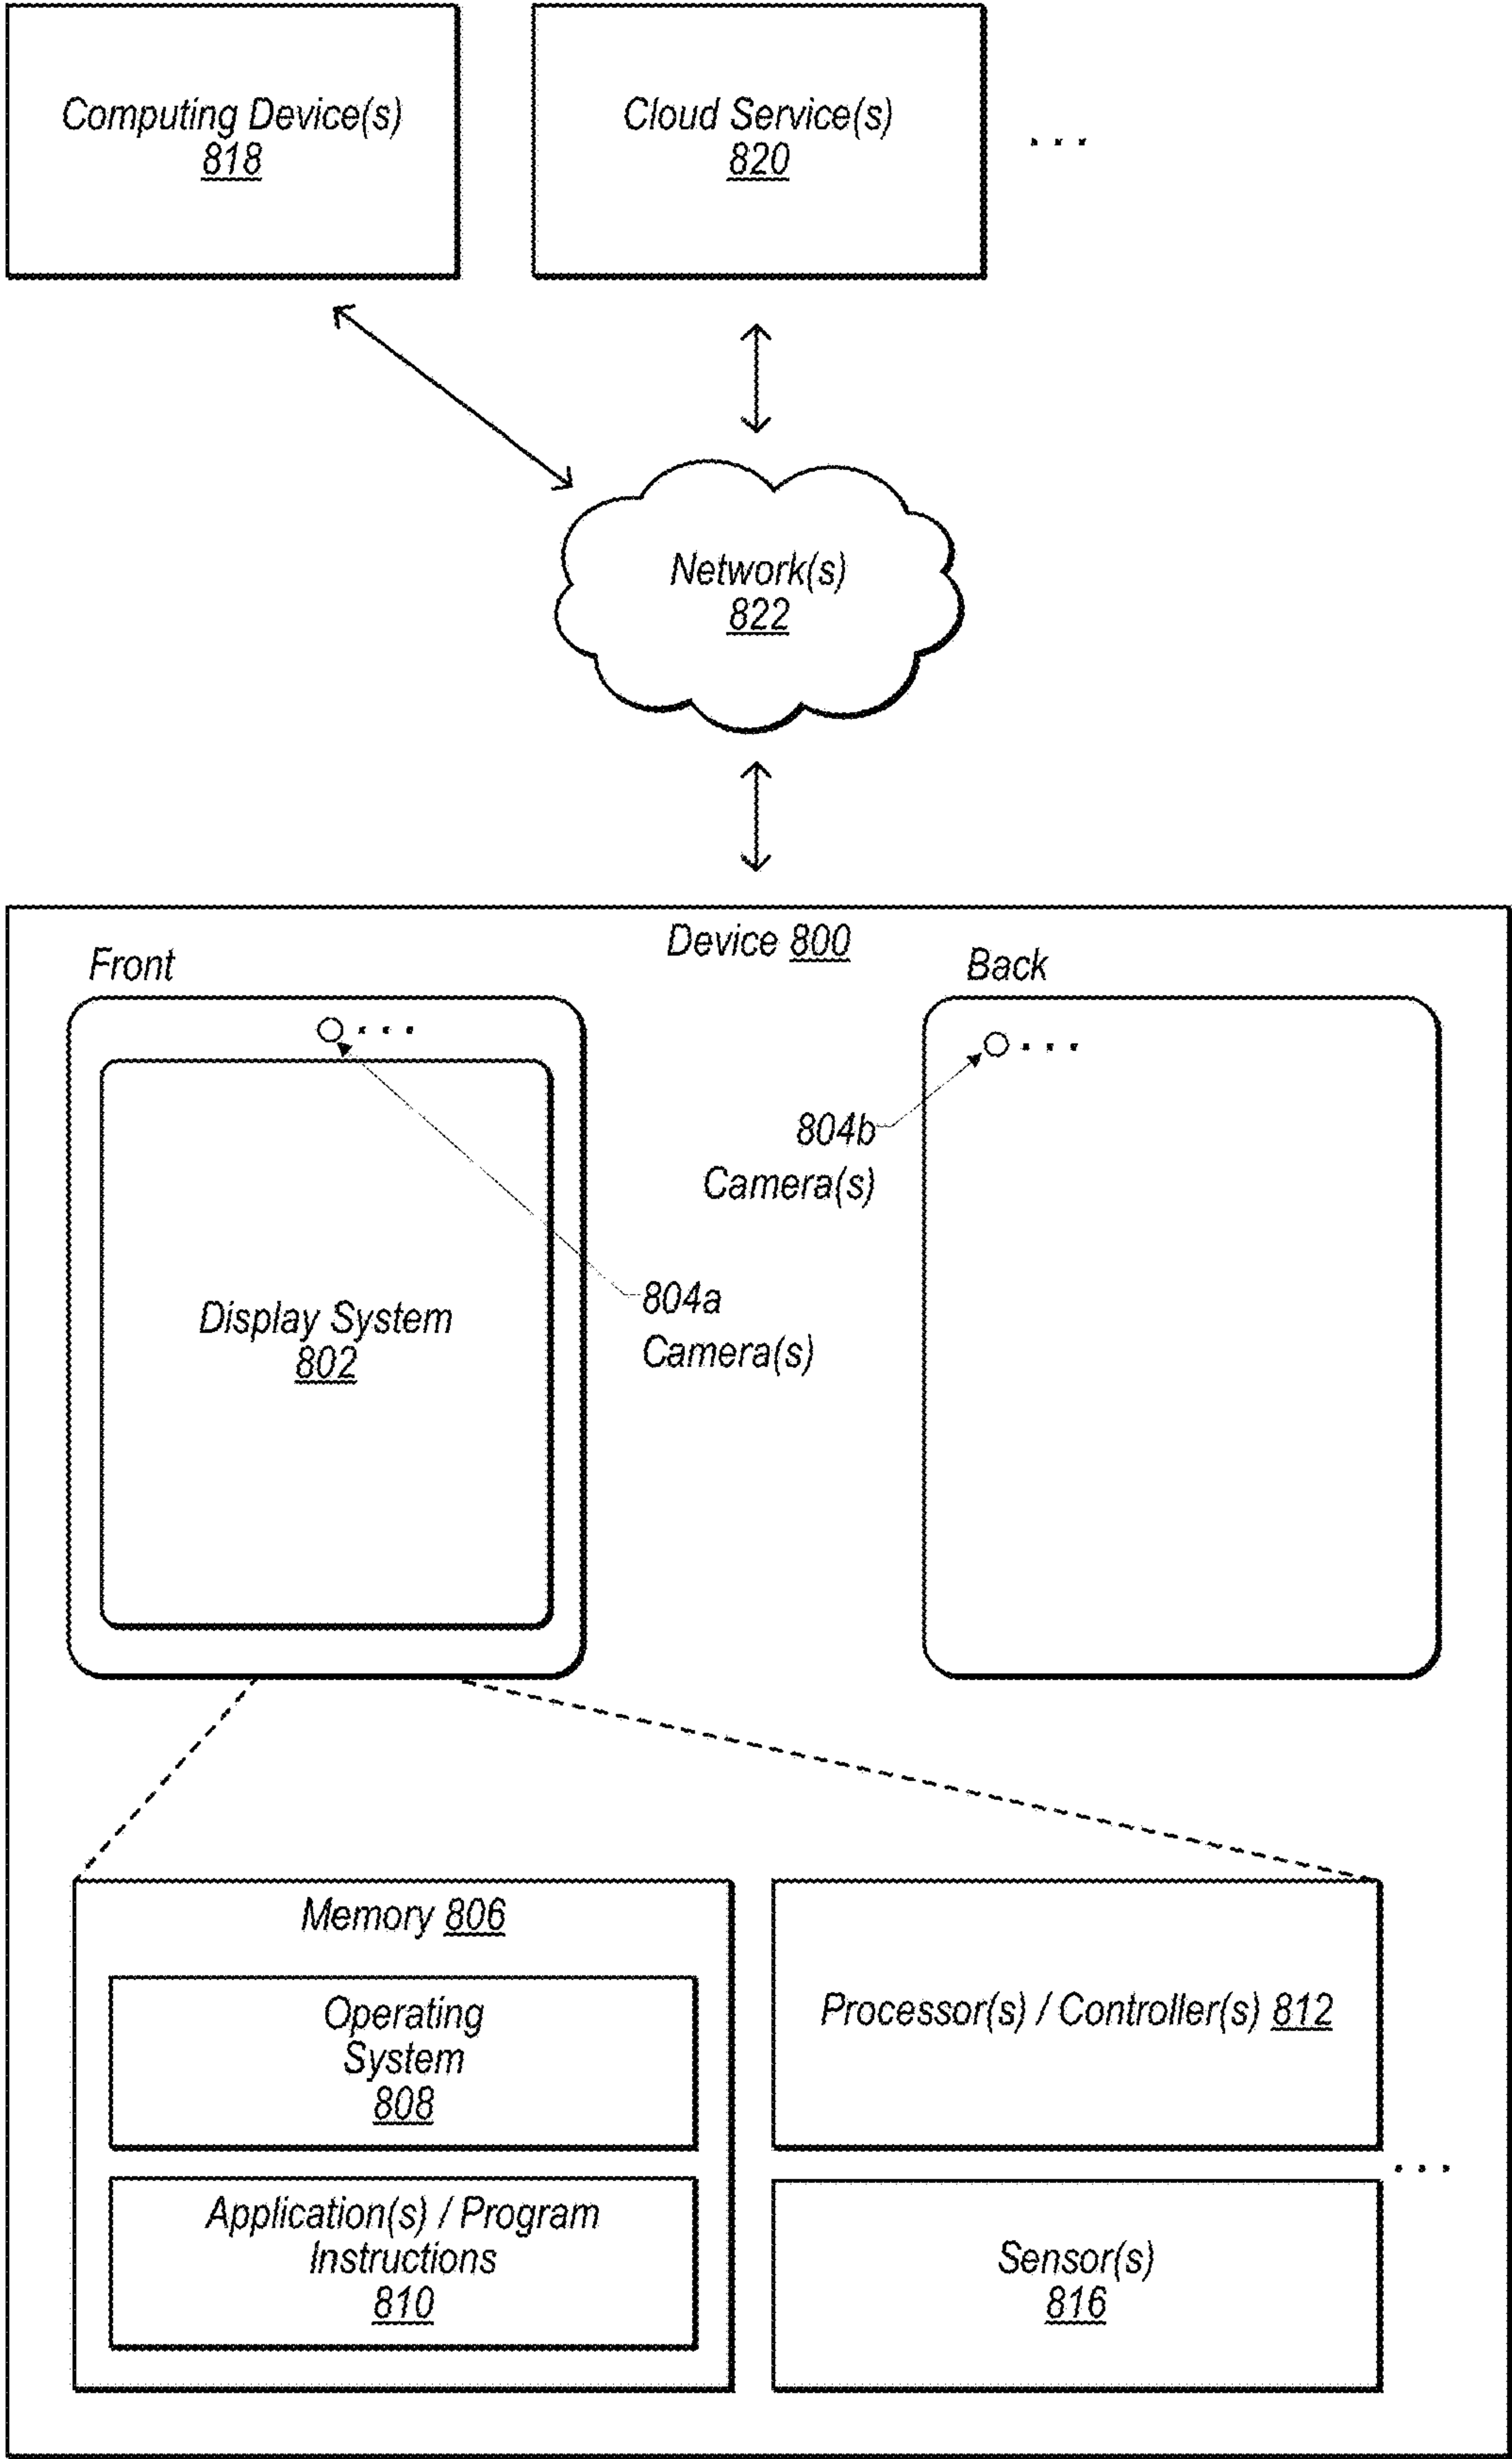 Computing Device(s)
818
Cloud Service(s)
820
...
Network(s)
822
Device 800
Front
Back
...
...
804b
Camera(s)
804a
Camera(s)
Display System
802
Memory 806
Operating
System
808
Application(s) / Program
Instructions
810
Processor(s) / Controller(s) 812
...
Sensor(s)
816